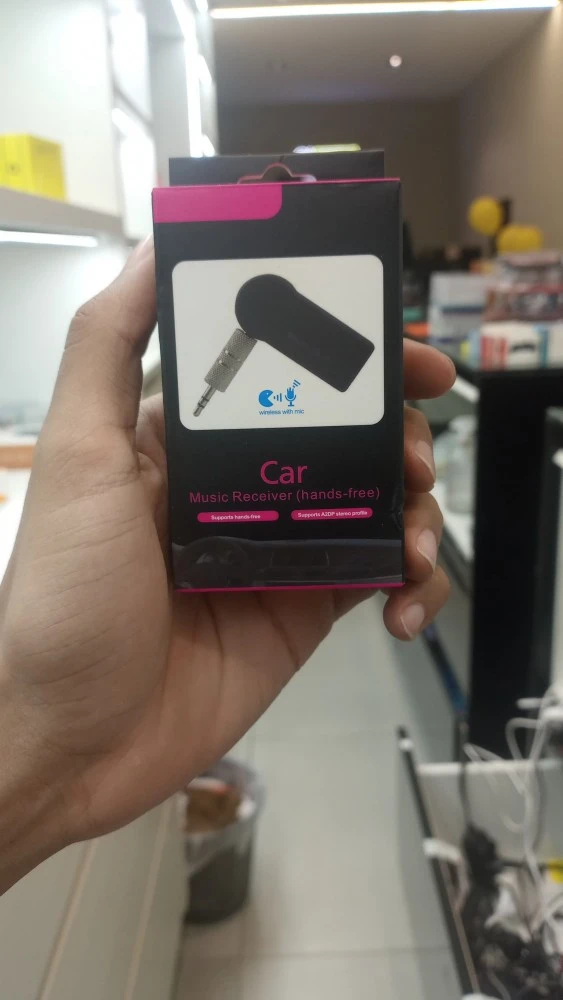 wireless with mic
Car
Music Receiver (hands-free)
Supports hands-free
Supports A2DP stereo profile